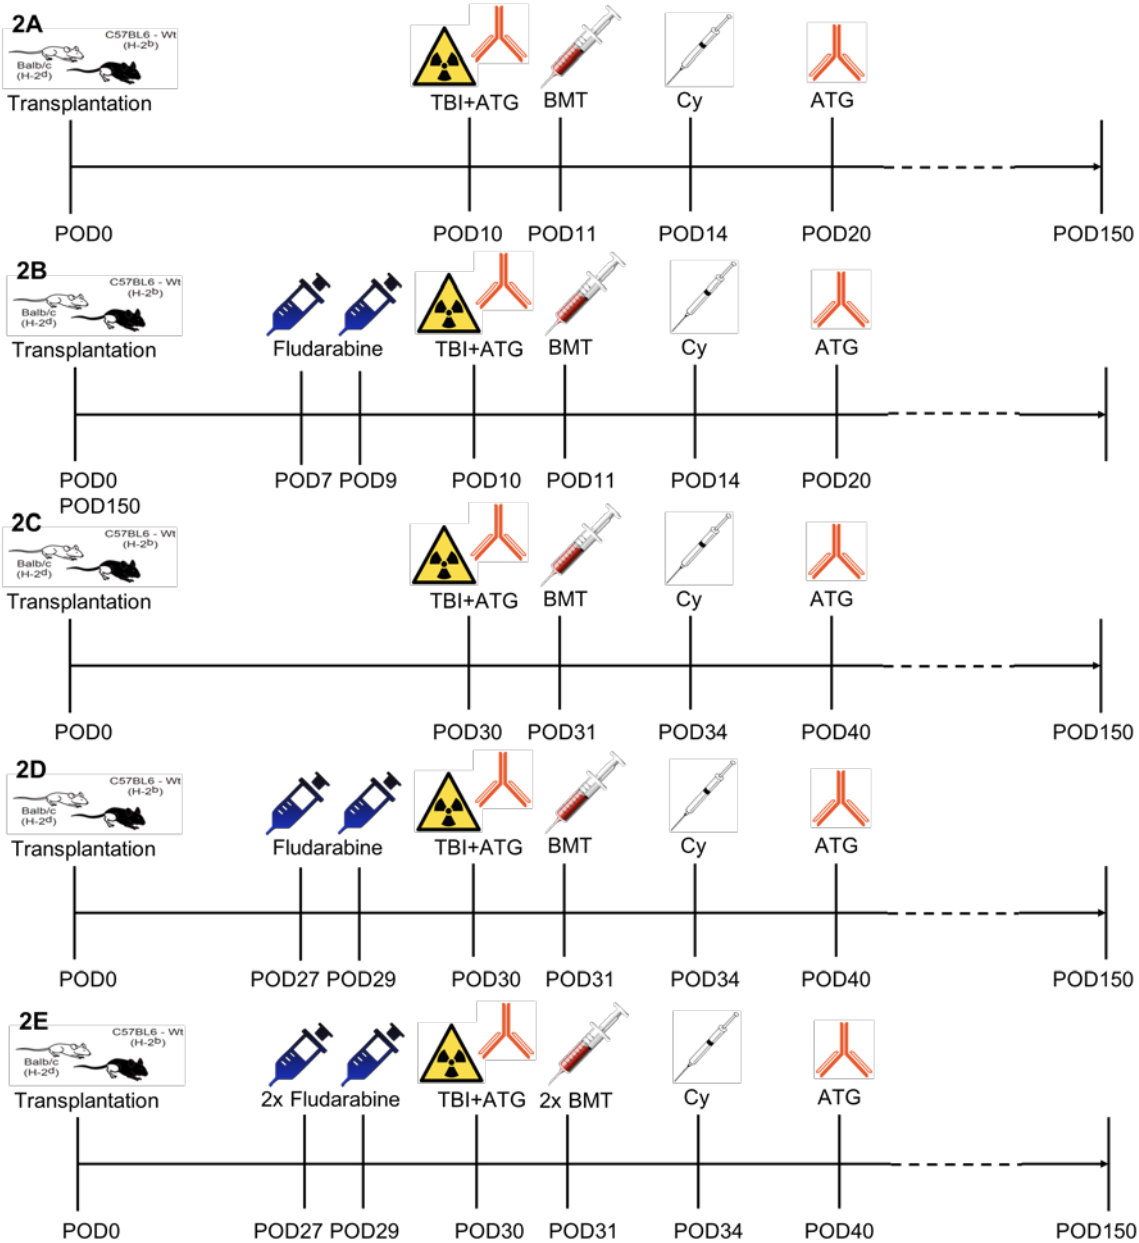 2A
C57BL6 - Wt
(H-2b)
Balb/c
(H-2d)
Transplantation
TBI+ATG
BMT
Cy
ATG
POD0
POD10
POD11
POD14
POD20
POD150
2B
C57BL6 - Wt
(H-2b)
Balb/c
(H-2d)
Transplantation
Fludarabine
TBI+ATG
BMT
Cy
ATG
POD0
POD7
POD9
POD10
POD11
POD14
POD20
POD150
2C
C57BL6 - Wt
(H-2b)
Balb/c
(H-2d)
Transplantation
TBI+ATG
BMT
Cy
ATG
POD0
POD30
POD31
POD34
POD40
POD150
2D
C57BL6 - Wt
(H-2b)
Balb/c
(H-2d)
Transplantation
Fludarabine
TBI+ATG
BMT
Cy
ATG
POD0
POD27
POD29
POD30
POD31
POD34
POD40
POD150
2E
C57BL6 - Wt
(H-2b)
Balb/c
(H-2d)
Transplantation
2x Fludarabine
TBI+ATG
2x BMT
Cy
ATG
POD0
POD27
POD29
POD30
POD31
POD34
POD40
POD150